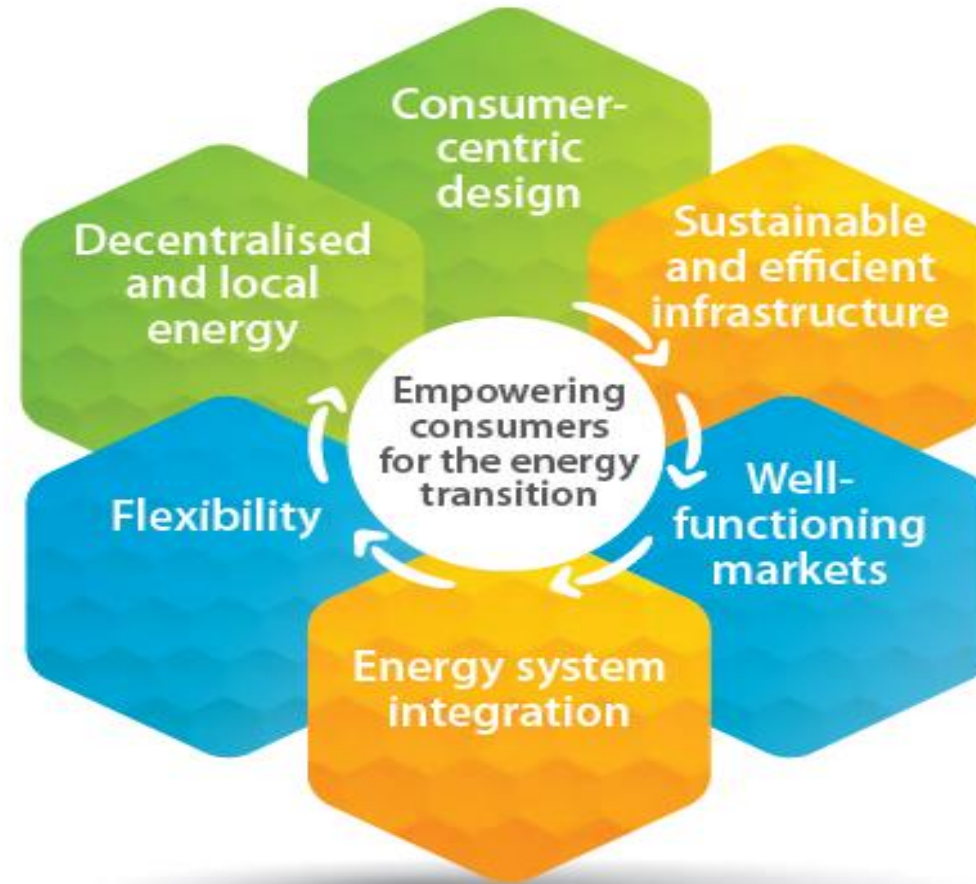 Consumer-
centric
design
Sustainable
and efficient
infrastructure
Well-
functioning
markets
Energy system
integration
Flexibility
Decentralised
and local
energy
Empowering
consumers
for the energy
transition